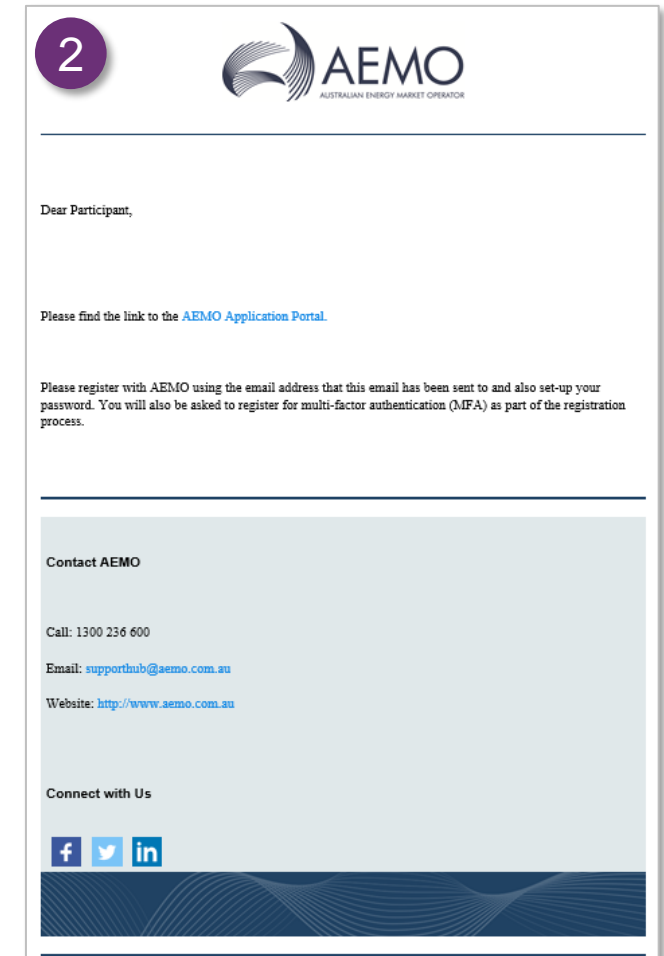 2
AEMO
AUSTRALIAN ENERGY MARKET OPERATOR
Dear Participant,
Please find the link to the AEMO Application Portal.
Please register with AEMO using the email address that this email has been sent to and also set-up your
password. You will also be asked to register for multi-factor authentication (MFA) as part of the registration
process.
Contact AEMO
Call: 1300 236 600
Email: supporthub@aemo.com.au
Website: http://www.aemo.com.au
Connect with Us
f in